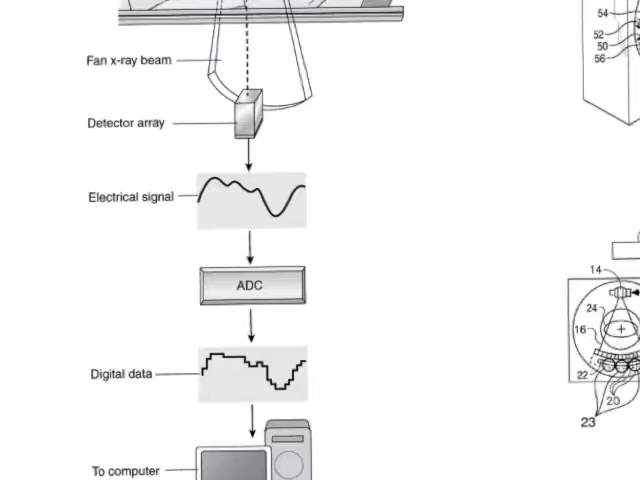 Fan x-ray beam
Detector array
Electrical signal
ADC
Digital data
To computer
54
52
50
56
14
24
16
22
20
23